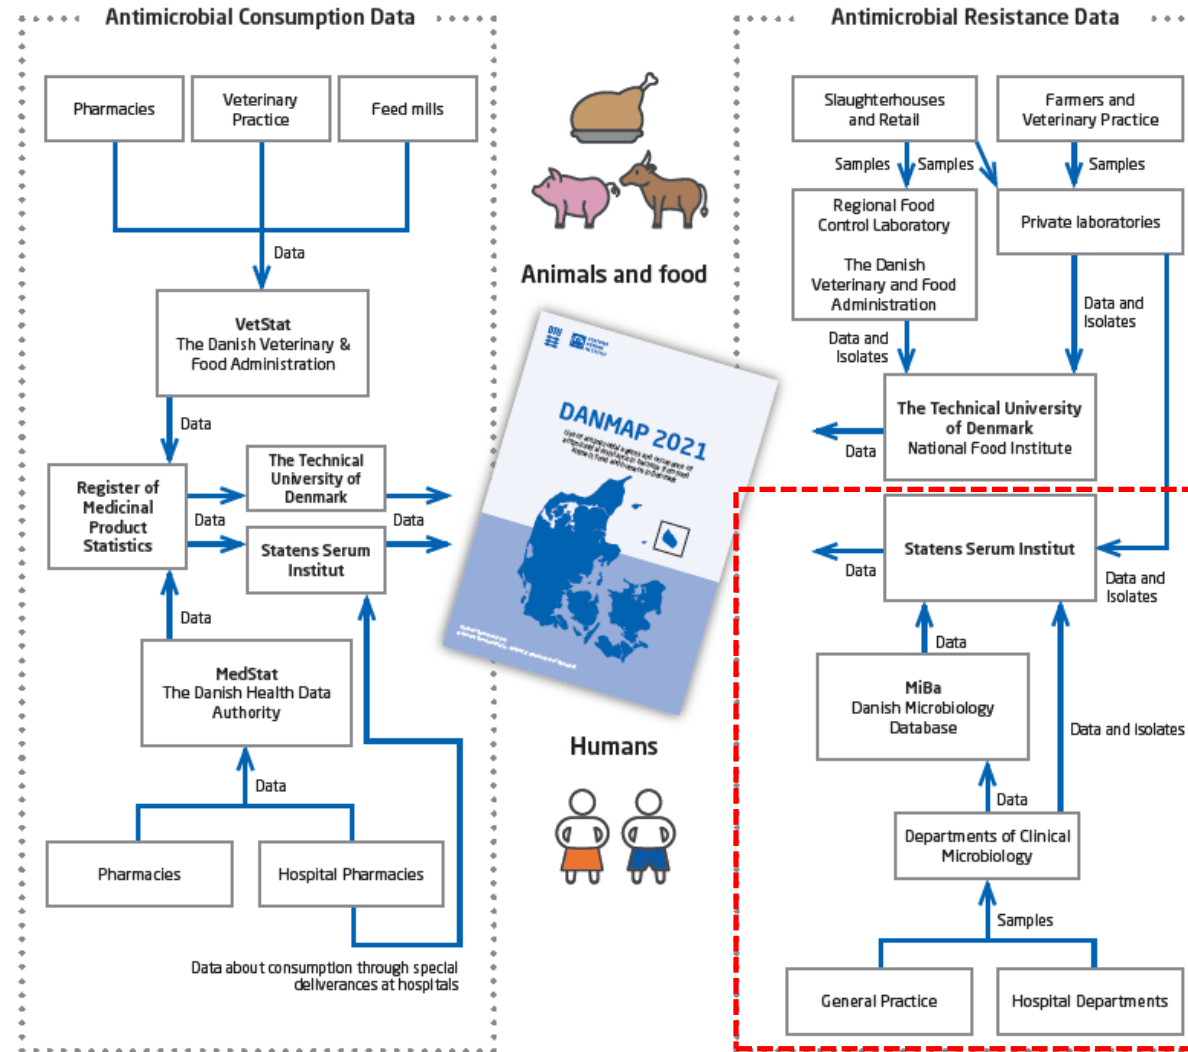 Antimicrobial Consumption Data
Pharmacies
Veterinary
Practice
Feed mills
Data
VetStat
The Danish Veterinary &
Food Administration
Data
Register of
Medicinal
Product
Statistics
Data
The Technical
University of
Denmark
Statens Serum
Institut
Data
Data
MedStat
The Danish Health Data
Authority
Data
Pharmacies
Hospital Pharmacies
Data about consumption through special
deliverances at hospitals
Animals and food
DTU
STATENS
SERUM
INSTITUT
DANMAP 2021
Humans
Antimicrobial Resistance Data
Slaughterhouses
and Retail
Farmers and
Veterinary Practice
Samples
Samples
Samples
Regional Food
Control Laboratory
The Danish
Veterinary and Food
Administration
Private laboratories
Data and
Isolates
Data and
Isolates
The Technical University
of Denmark
National Food Institute
Data
Statens Serum Institut
Data
Data and
Isolates
Data
MiBa
Danish Microbiology
Database
Data and Isolates
Data
Departments of Clinical
Microbiology
Samples
General Practice
Hospital Departments